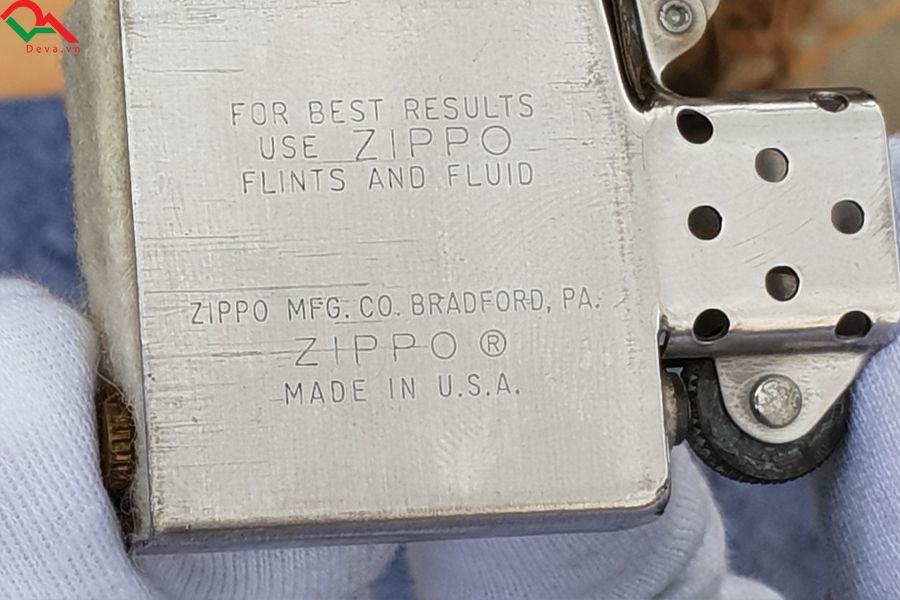 Deva.vn
FOR BEST RESULTS
USE ZIPPO
FLINTS AND FLUID
ZIPPO MFG. CO. BRADFORD, PA.
ZIPPO ®
MADE IN U.S.A.